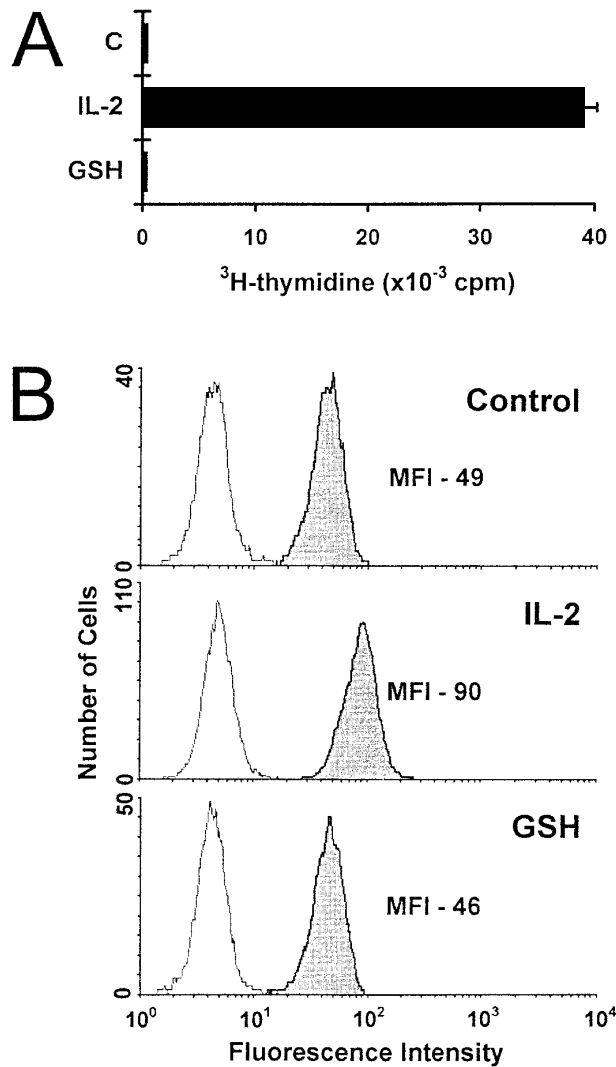 A
C
IL-2
GSH
0 10 20 30 40
³H-thymidine (x10⁻³ cpm)
B
40
Control
MFI - 49
0
110
IL-2
MFI - 90
0
50
GSH
MFI - 46
0
Number of Cells
10⁰ 10¹ 10² 10³ 10⁴
Fluorescence Intensity